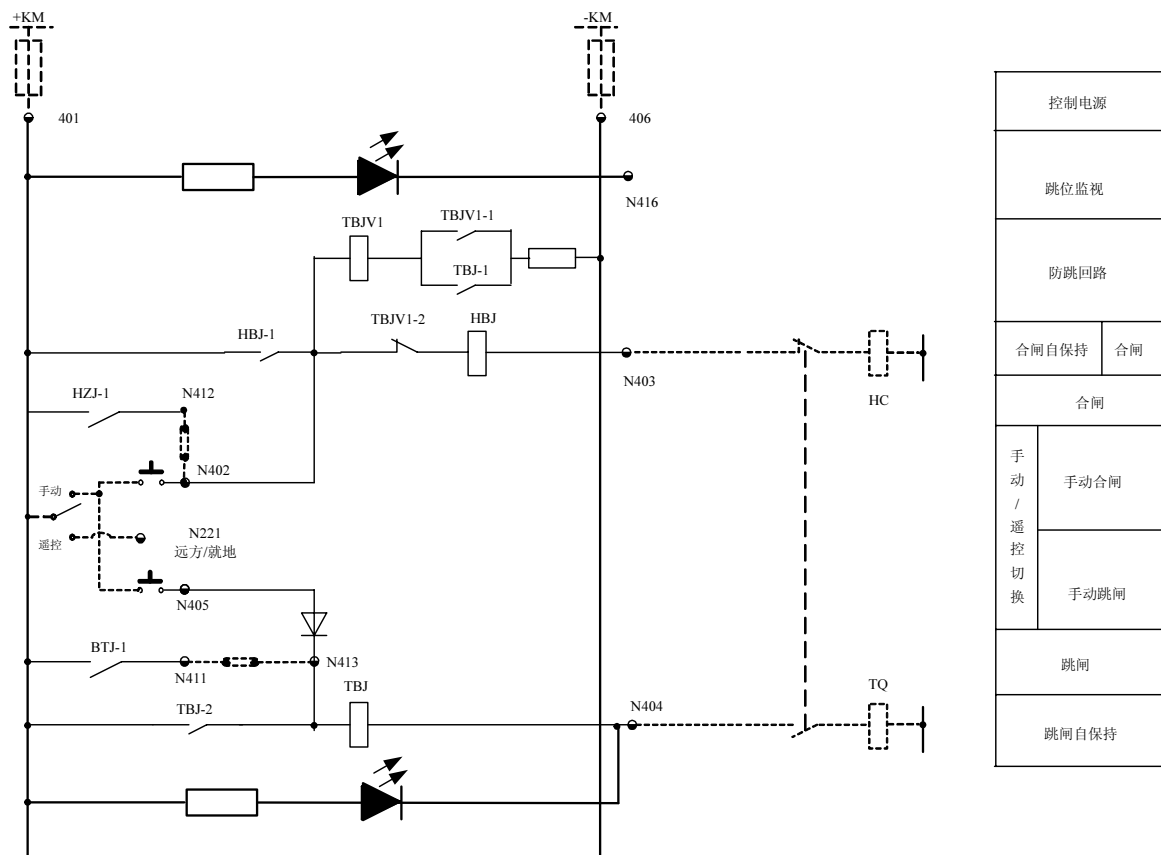 +KM
-KM
401
406
N416
TBJV1
TBJV1-1
TBJ-1
HBJ-1
TBJV1-2
HBJ
N403
HC
HZJ-1
N412
N402
手动
遥控
N221
远方/就地
N405
BTJ-1
N411
N413
TBJ-2
TBJ
N404
TQ
控制电源
跳位监视
防跳回路
合闸自保持
合闸
合闸
手动/遥控切换
手动合闸
手动跳闸
跳闸
跳闸自保持